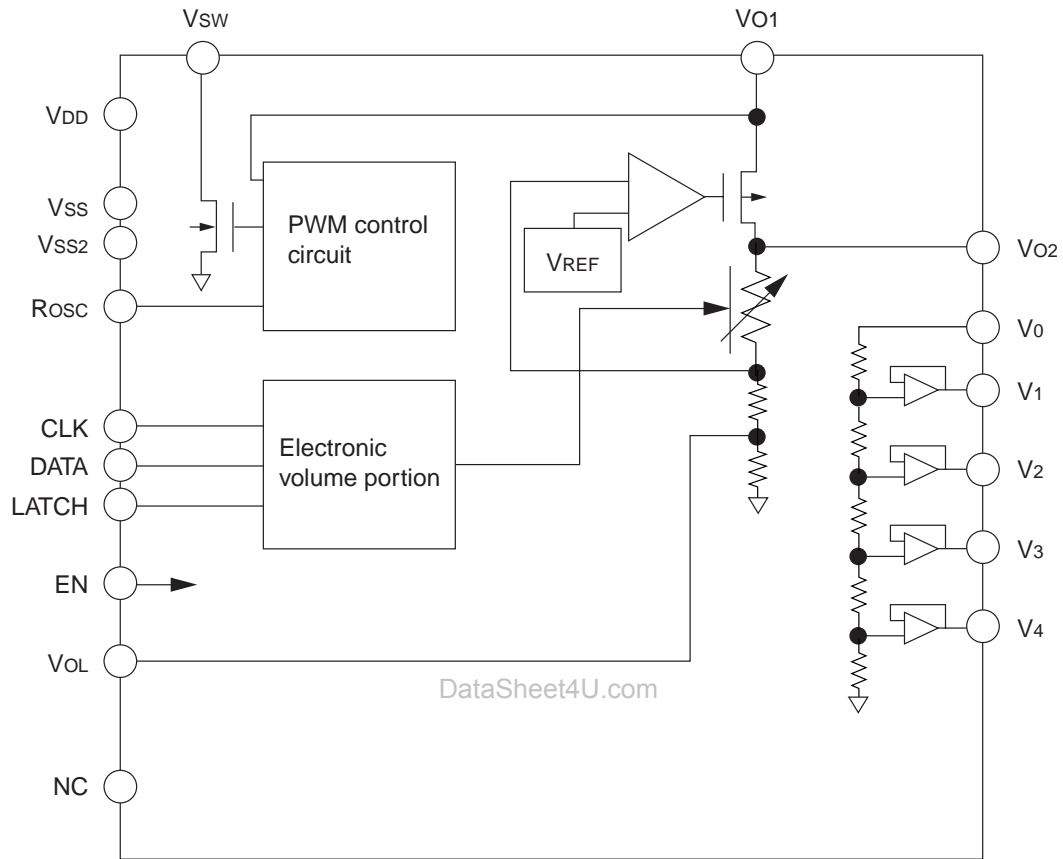 VSW
VO1
VDD
VSS
VSS2
ROSC
PWM control
circuit
VREF
VO2
V0
V1
V2
V3
V4
CLK
DATA
LATCH
Electronic
volume portion
EN
VOL
DataSheet4U.com
NC